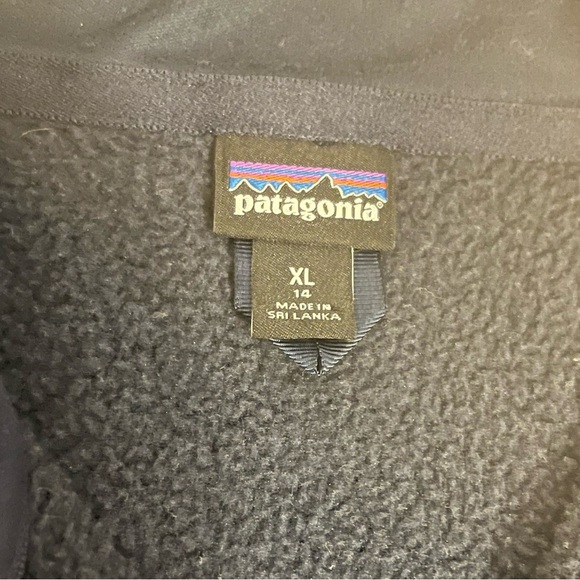 patagonia®
XL
14
MADE IN
SRI LANKA